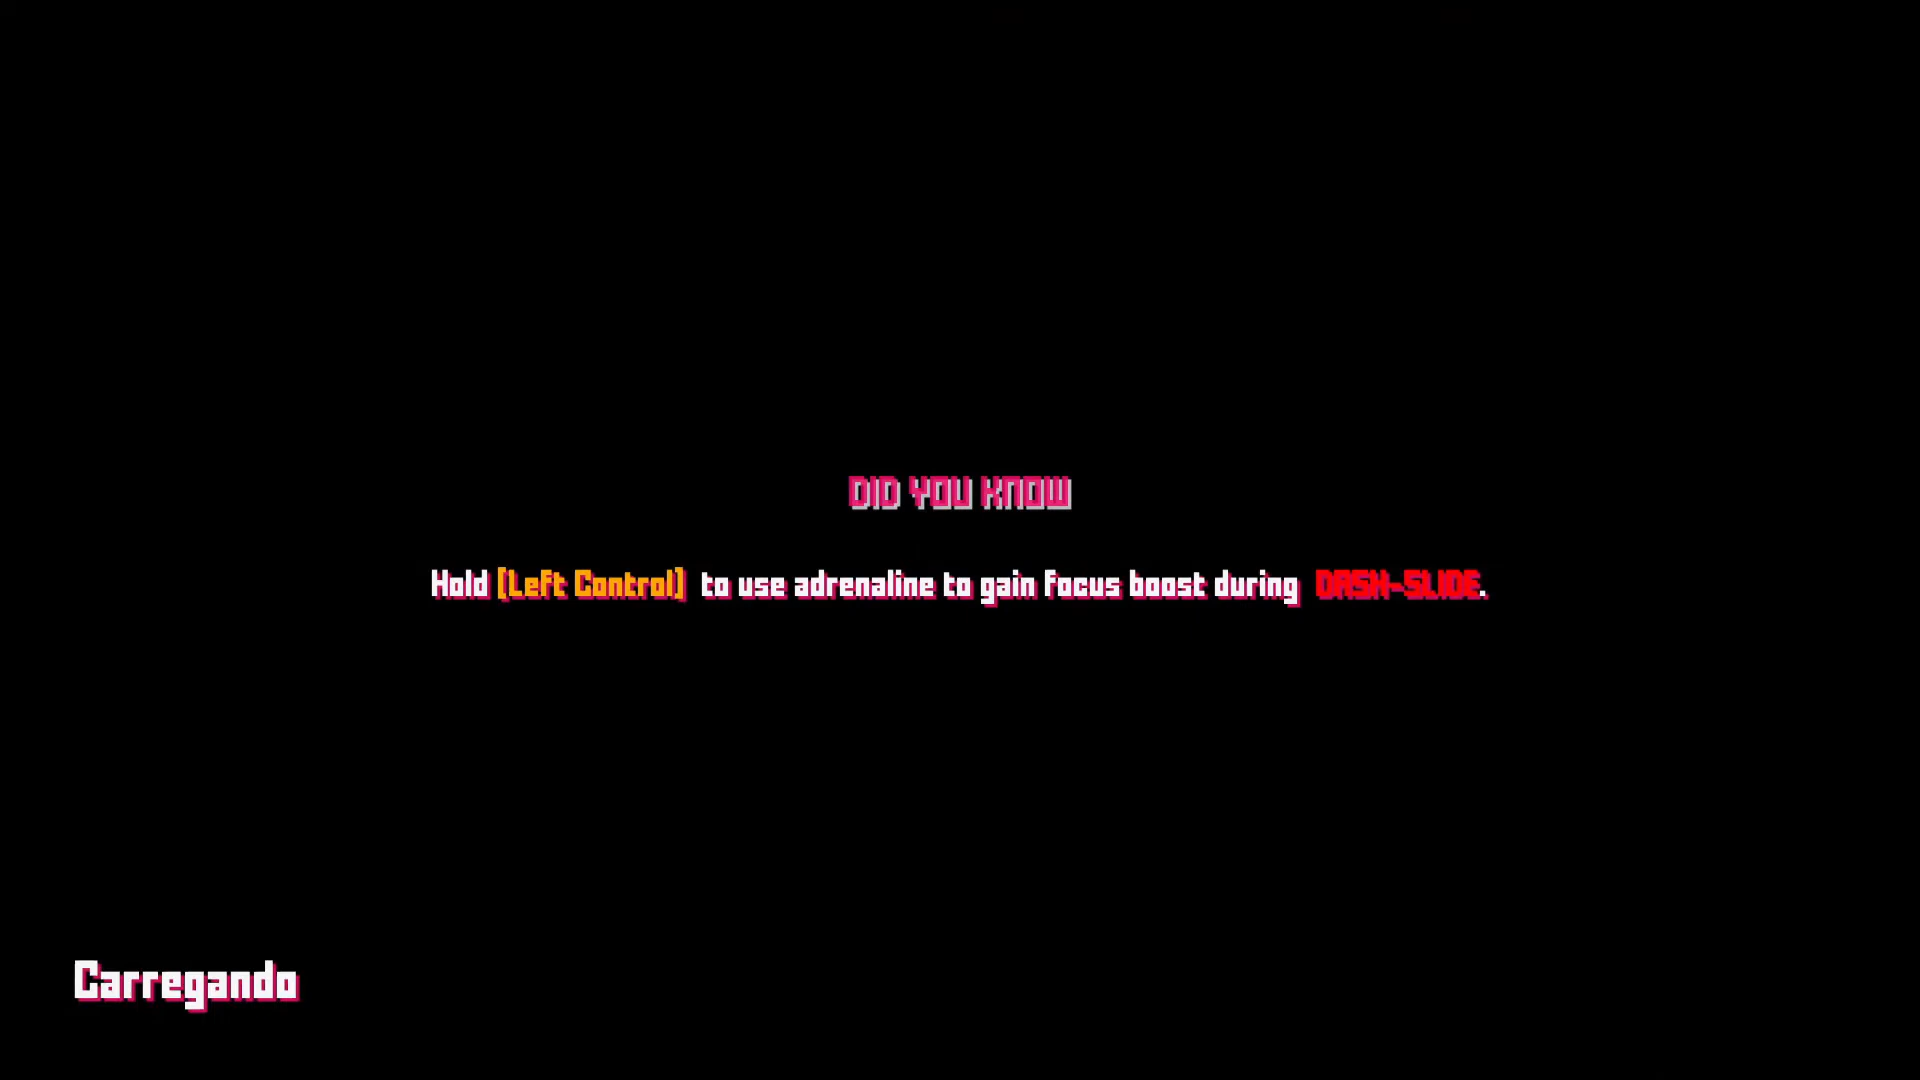 DID YOU KNOW
Hold [Left Control] to use adrenaline to gain focus boost during DASH-SLIDE.
Carregando